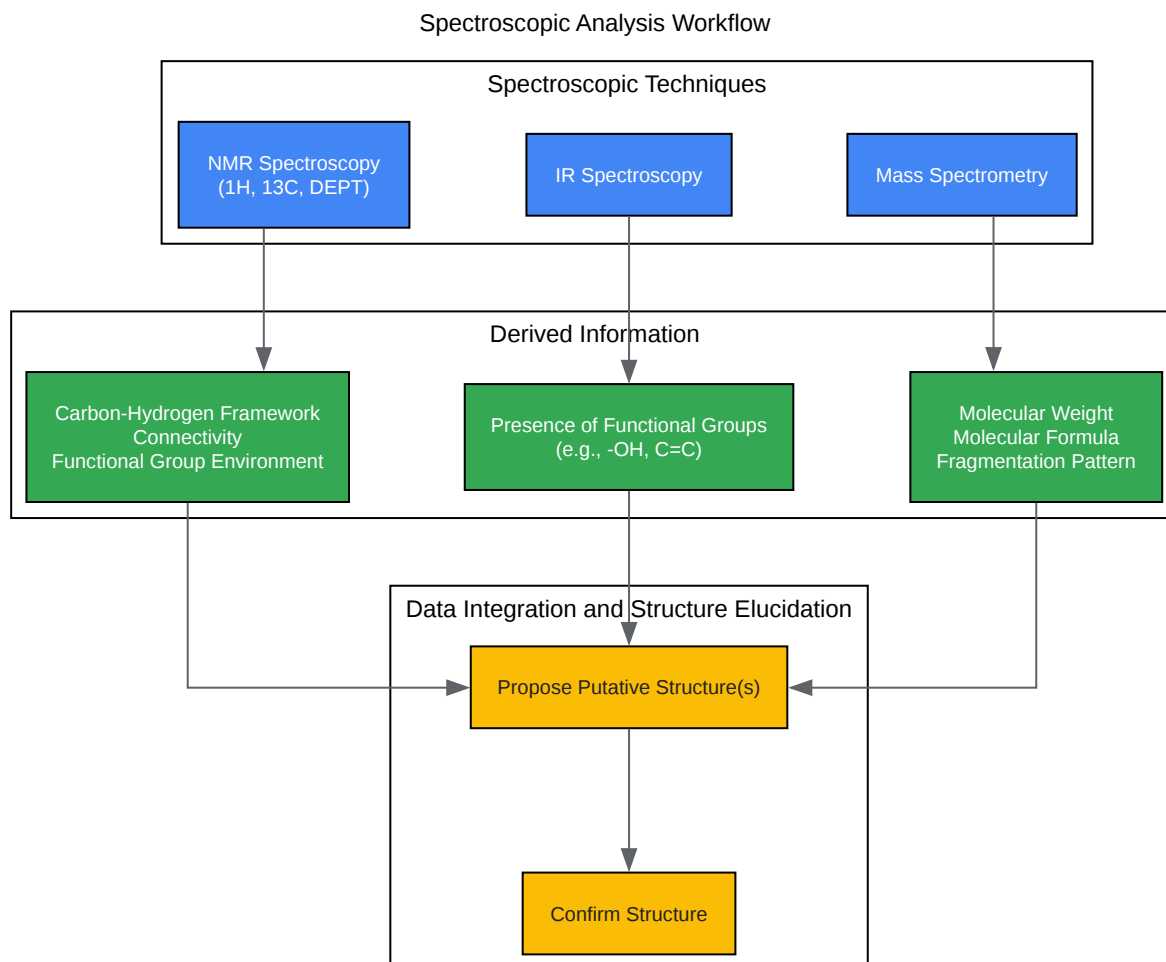 Spectroscopic Analysis Workflow
Spectroscopic Techniques
NMR Spectroscopy
(1H, 13C, DEPT)
IR Spectroscopy
Mass Spectrometry
Derived Information
Carbon-Hydrogen Framework
Connectivity
Functional Group Environment
Presence of Functional Groups
(e.g., -OH, C=C)
Molecular Weight
Molecular Formula
Fragmentation Pattern
Data Integration and Structure Elucidation
Propose Putative Structure(s)
Confirm Structure